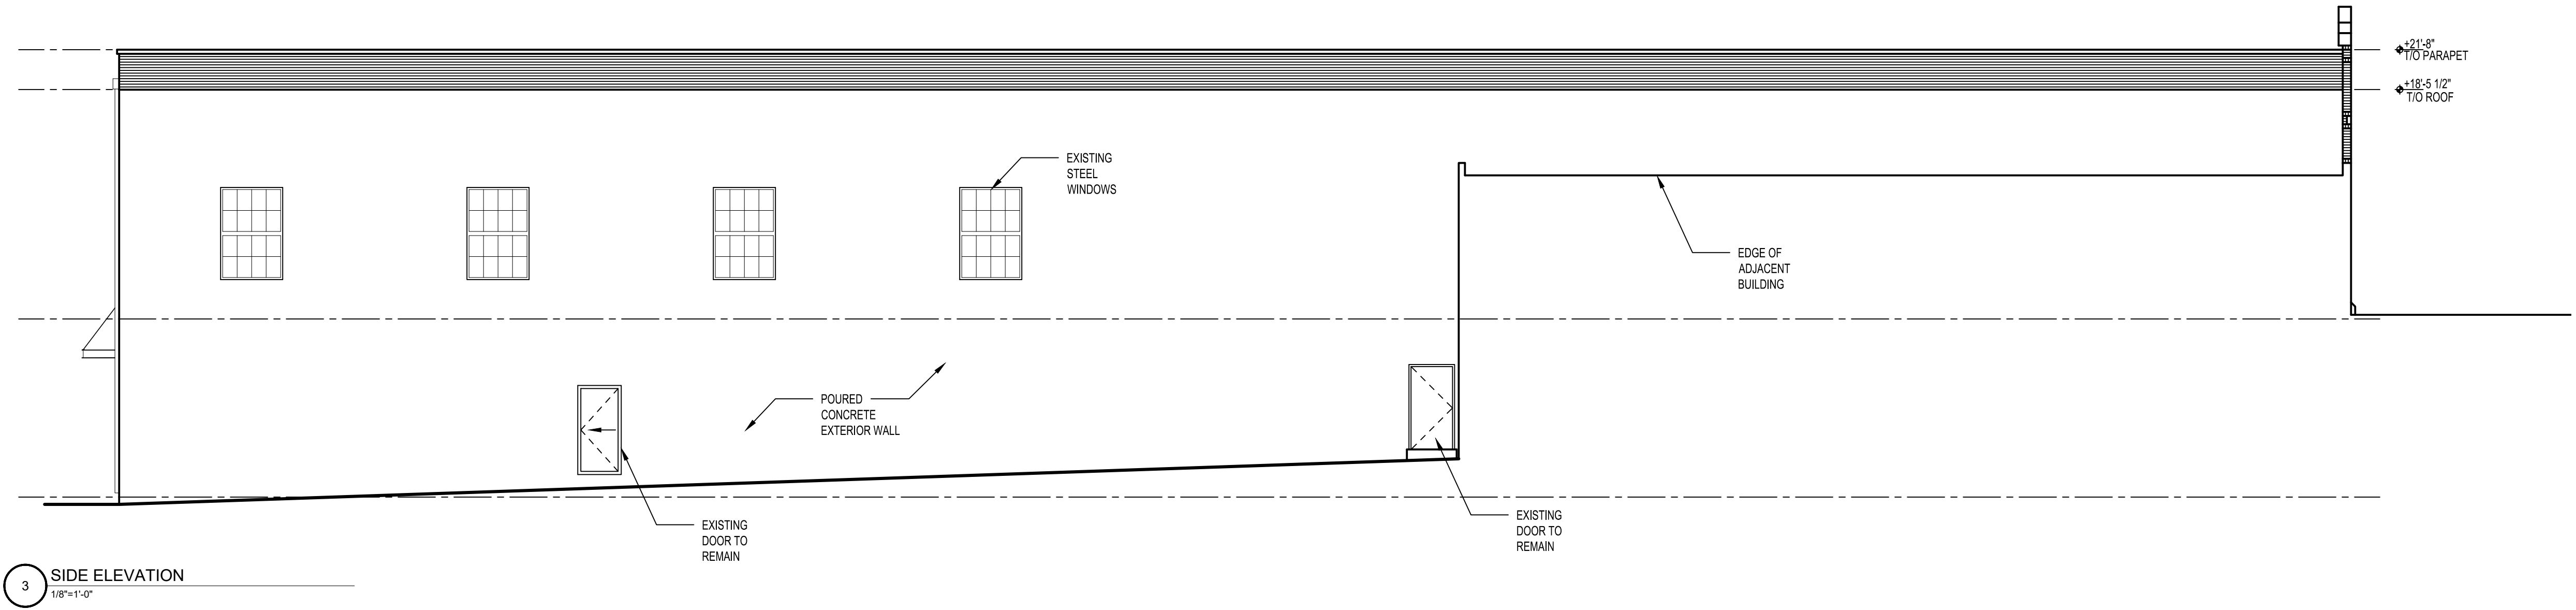 +21'-8"
T/O PARAPET
+18'-5 1/2"
T/O ROOF
EXISTING
STEEL
WINDOWS
EDGE OF
ADJACENT
BUILDING
POURED
CONCRETE
EXTERIOR WALL
EXISTING
DOOR TO
REMAIN
EXISTING
DOOR TO
REMAIN
3
SIDE ELEVATION
1/8"=1'-0"